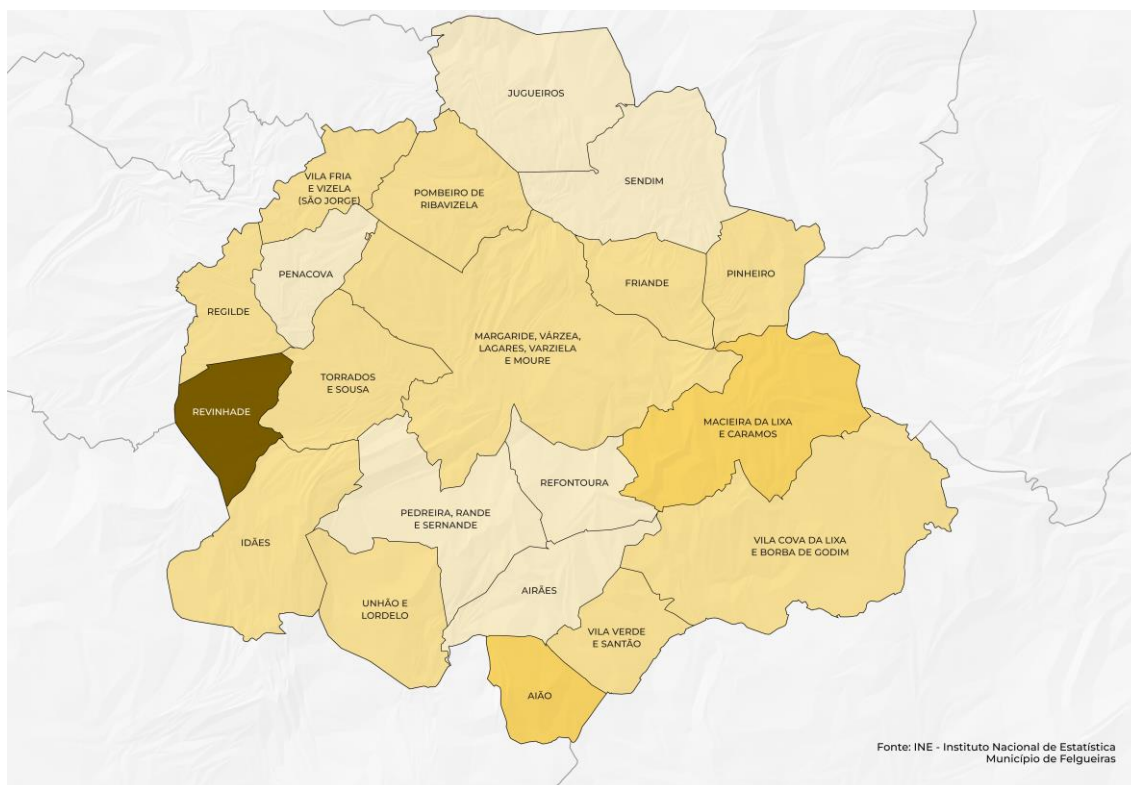 JUGUEIROS
SENDIM
VILA FRIA
E VIZELA
(SÃO JORGE)
POMBEIRO DE
RIBAVIZELA
PENACOVA
FRIANDE
PINHEIRO
REGILDE
MARGARIDE, VÁRZEA,
LAGARES, VARZIELA
E MOURE
TORRADOS
E SOUSA
REVINHADE
MACIEIRA DA LIXA
E CARAMOS
REFONTOURA
PEDREIRA, RANDE
E SERNANDE
IDÃES
VILA COVA DA LIXA
E BORBA DE GODIM
AIRÃES
UNHÃO E
LORDELO
VILA VERDE
E SANTÃO
AIÃO
Fonte: INE - Instituto Nacional de Estatística
Município de Felgueiras